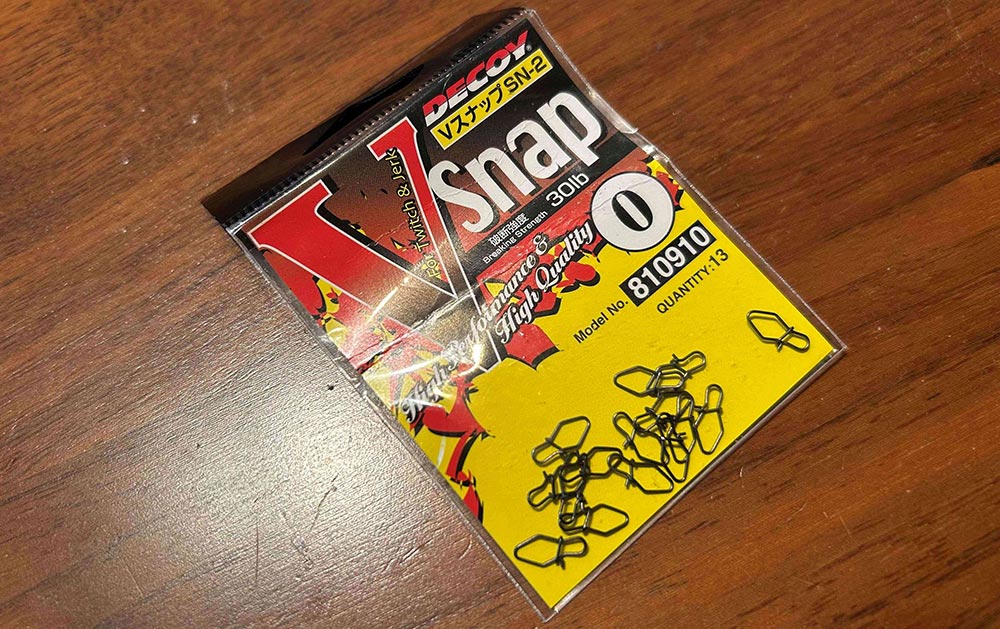 DECOY®
VスナップSN-2
V Snap
For Twitch & Jerk
破断強度
Breaking Strength 30lb
High Performance &
High Quality
0
Model No. 810910
QUANTITY:13